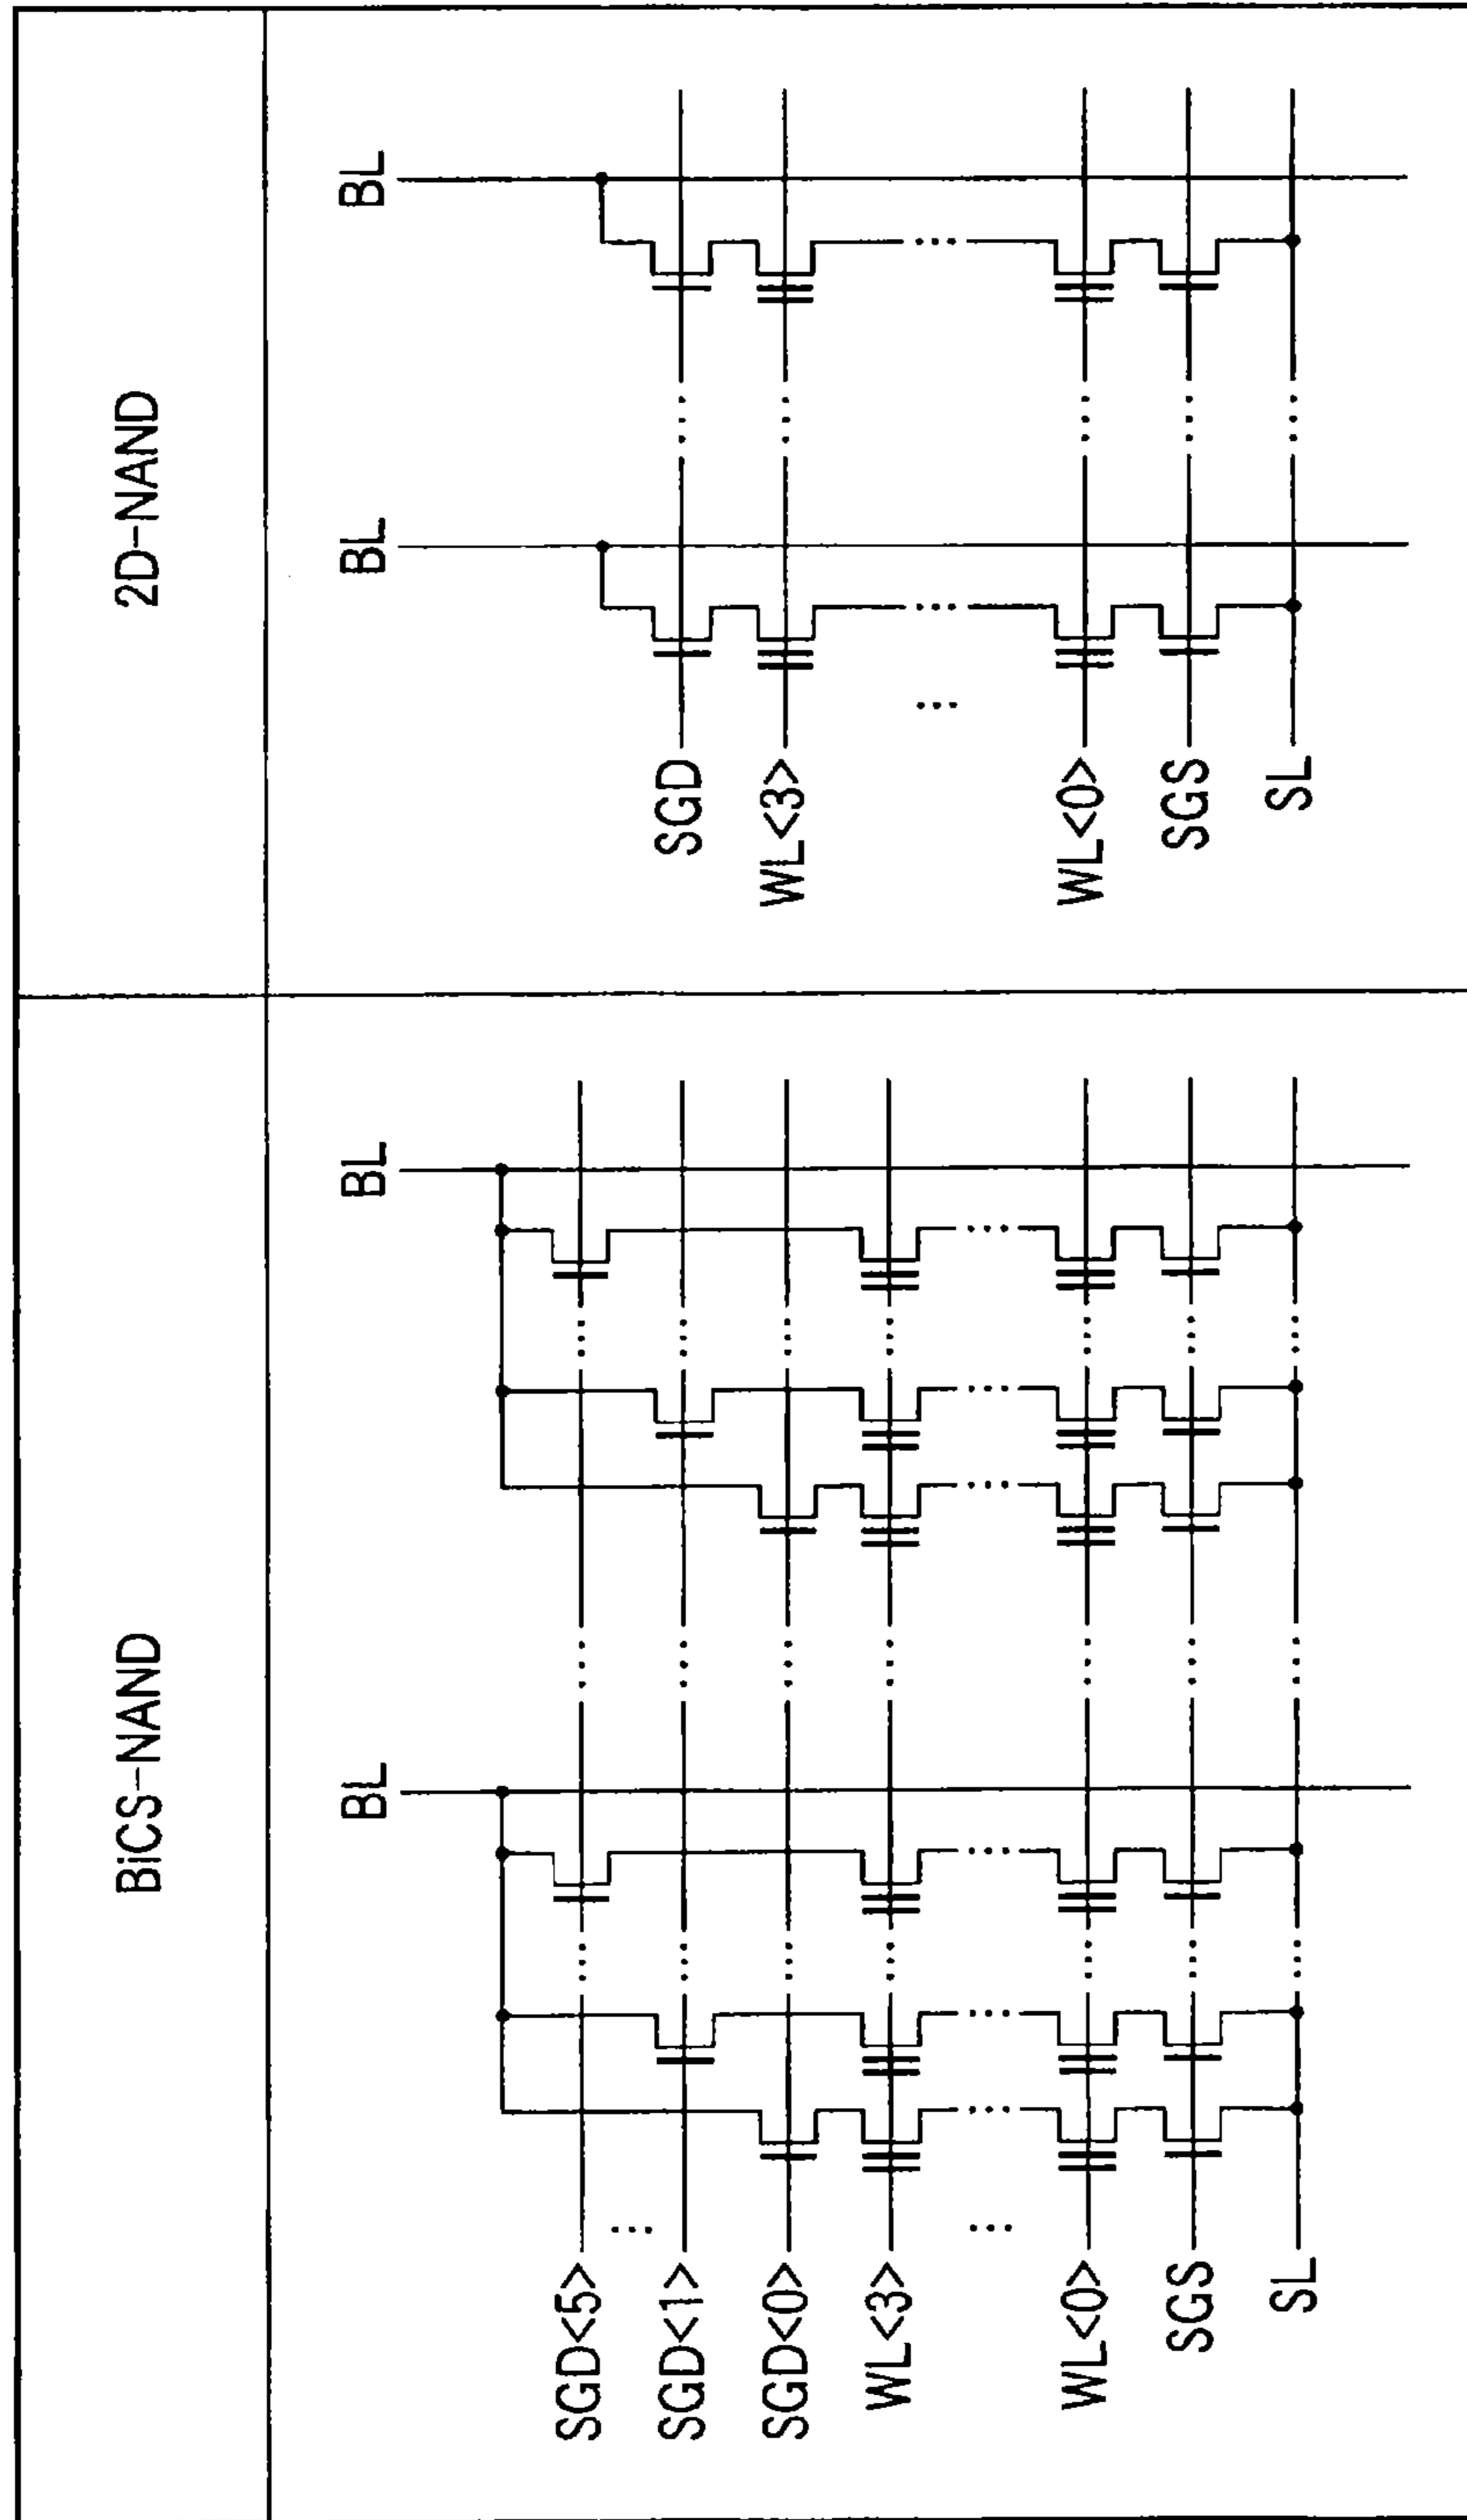 BiCS-NAND
BL BL
SGD<5>
...
SGD<1>
SGD<0>
WL<3>
...
WL<0>
SGS
SL
2D-NAND
BL BL
SGD
WL<3>
...
WL<0>
SGS
SL